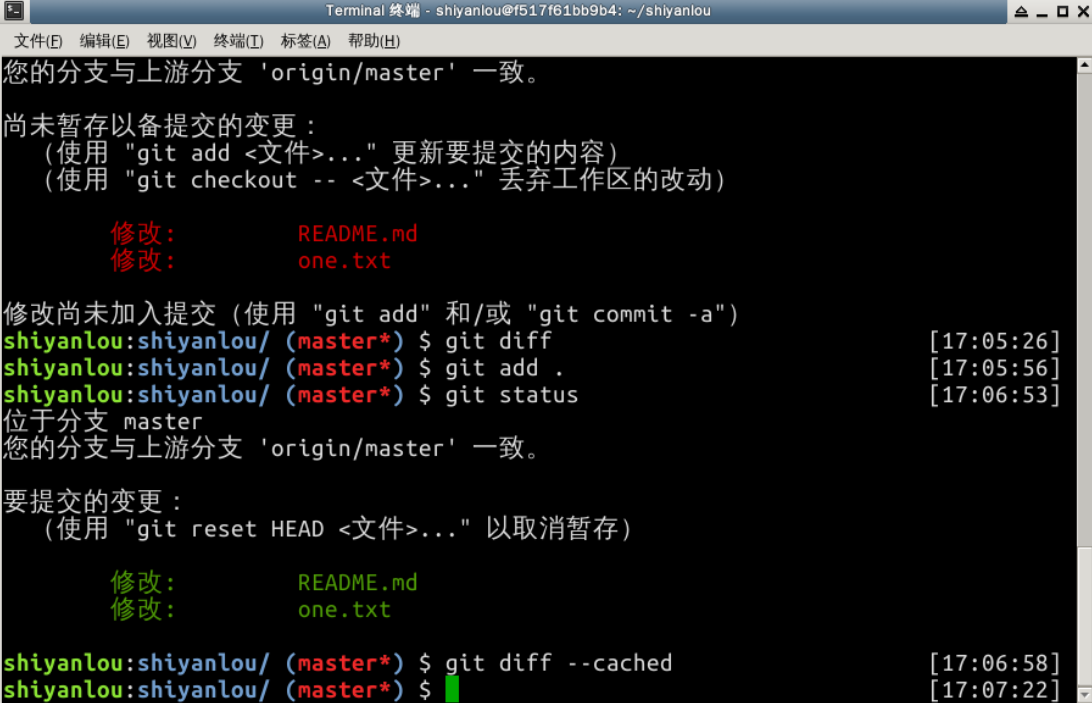 Terminal 终端 - shiyanlou@f517f61bb9b4: ~/shiyanlou
文件(F) 编辑(E) 视图(V) 终端(T) 标签(A) 帮助(H)
您的分支与上游分支 'origin/master' 一致。
尚未暂存以备提交的变更：
（使用 "git add <文件>..." 更新要提交的内容）
（使用 "git checkout -- <文件>..." 丢弃工作区的改动）
修改： README.md
修改： one.txt
修改尚未加入提交（使用 "git add" 和/或 "git commit -a"）
shiyanlou:shiyanlou/ (master*) $ git diff [17:05:26]
shiyanlou:shiyanlou/ (master*) $ git add . [17:05:56]
shiyanlou:shiyanlou/ (master*) $ git status [17:06:53]
位于分支 master
您的分支与上游分支 'origin/master' 一致。
要提交的变更：
（使用 "git reset HEAD <文件>..." 以取消暂存）
修改： README.md
修改： one.txt
shiyanlou:shiyanlou/ (master*) $ git diff --cached [17:06:58]
shiyanlou:shiyanlou/ (master*) $ [17:07:22]